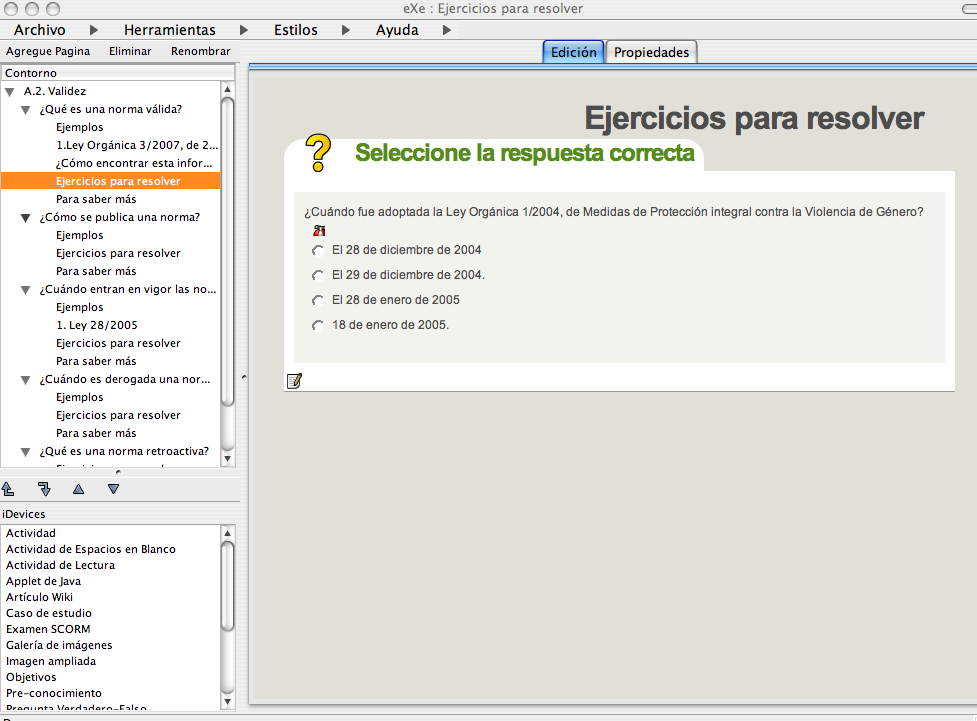 eXe : Ejercicios para resolver
Archivo Herramientas Estilos Ayuda
Agregue Pagina Eliminar Renombrar
Edición Propiedades
Contorno
A.2. Validez
¿Qué es una norma válida?
Ejemplos
1.Ley Orgánica 3/2007, de 2...
¿Cómo encontrar esta infor...
Ejercicios para resolver
Para saber más
¿Cómo se publica una norma?
Ejemplos
Ejercicios para resolver
Para saber más
¿Cuándo entran en vigor las no...
Ejemplos
1. Ley 28/2005
Ejercicios para resolver
Para saber más
¿Cuándo es derogada una nor...
Ejemplos
Ejercicios para resolver
Para saber más
¿Qué es una norma retroactiva?
iDevices
Actividad
Actividad de Espacios en Blanco
Actividad de Lectura
Applet de Java
Artículo Wiki
Caso de estudio
Examen SCORM
Galería de imágenes
Imagen ampliada
Objetivos
Pre-conocimiento
Pregunta Verdadero-Falso
Ejercicios para resolver
Seleccione la respuesta correcta
¿Cuándo fue adoptada la Ley Orgánica 1/2004, de Medidas de Protección integral contra la Violencia de Género?
El 28 de diciembre de 2004
El 29 de diciembre de 2004.
El 28 de enero de 2005
18 de enero de 2005.